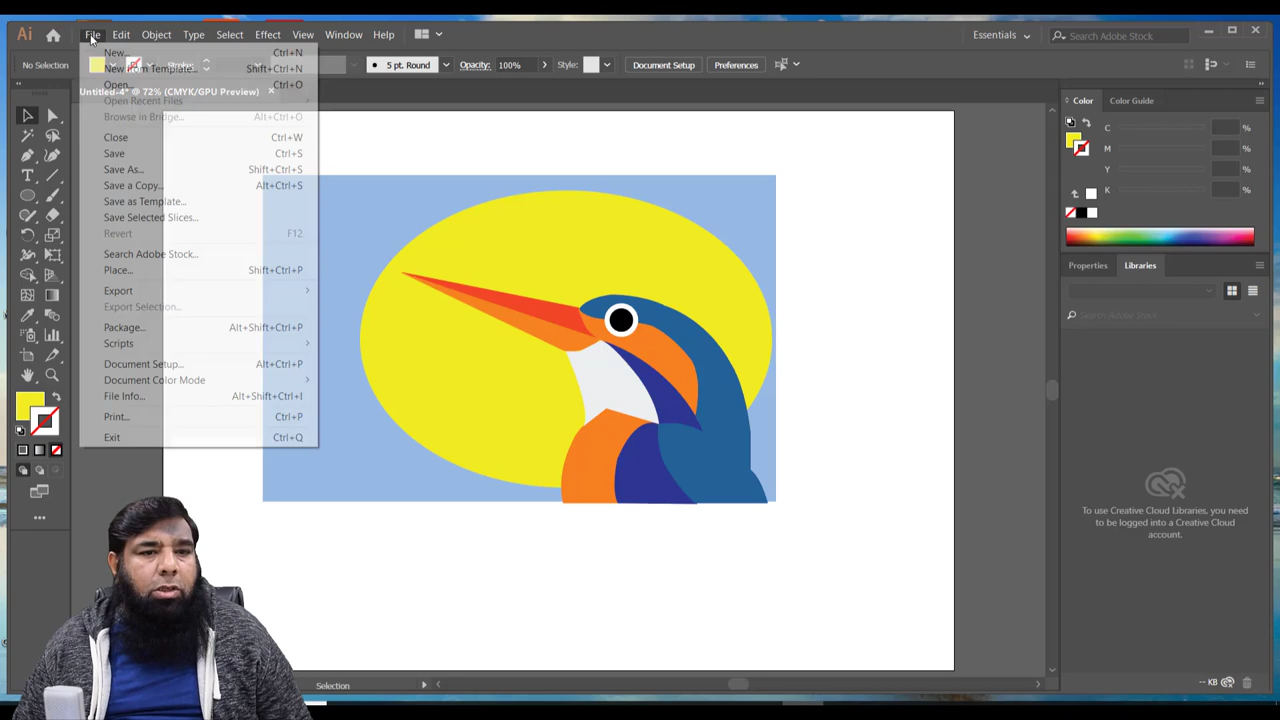 Ai File Edit Object Type Select Effect View Window Help Essentials Search Adobe Stock
No Selection Stroke: 5 pt. Round Opacity: 100% Style: Document Setup Preferences
Untitled-4* @ 72% (CMYK/GPU Preview)
New... Ctrl+N
New from Template... Shift+Ctrl+N
Open... Ctrl+O
Open Recent Files
Browse in Bridge... Alt+Ctrl+O
Close Ctrl+W
Save Ctrl+S
Save As... Shift+Ctrl+S
Save a Copy... Alt+Ctrl+S
Save as Template...
Save Selected Slices...
Revert F12
Search Adobe Stock...
Place... Shift+Ctrl+P
Export
Export Selection...
Package... Alt+Shift+Ctrl+P
Scripts
Document Setup... Alt+Ctrl+P
Document Color Mode
File Info... Alt+Shift+Ctrl+I
Print... Ctrl+P
Exit Ctrl+Q
Color Color Guide
C %
M %
Y %
K %
Properties Libraries
Search Adobe Stock
To use Creative Cloud Libraries, you need
to be logged into a Creative Cloud
account.
Selection
-- KB